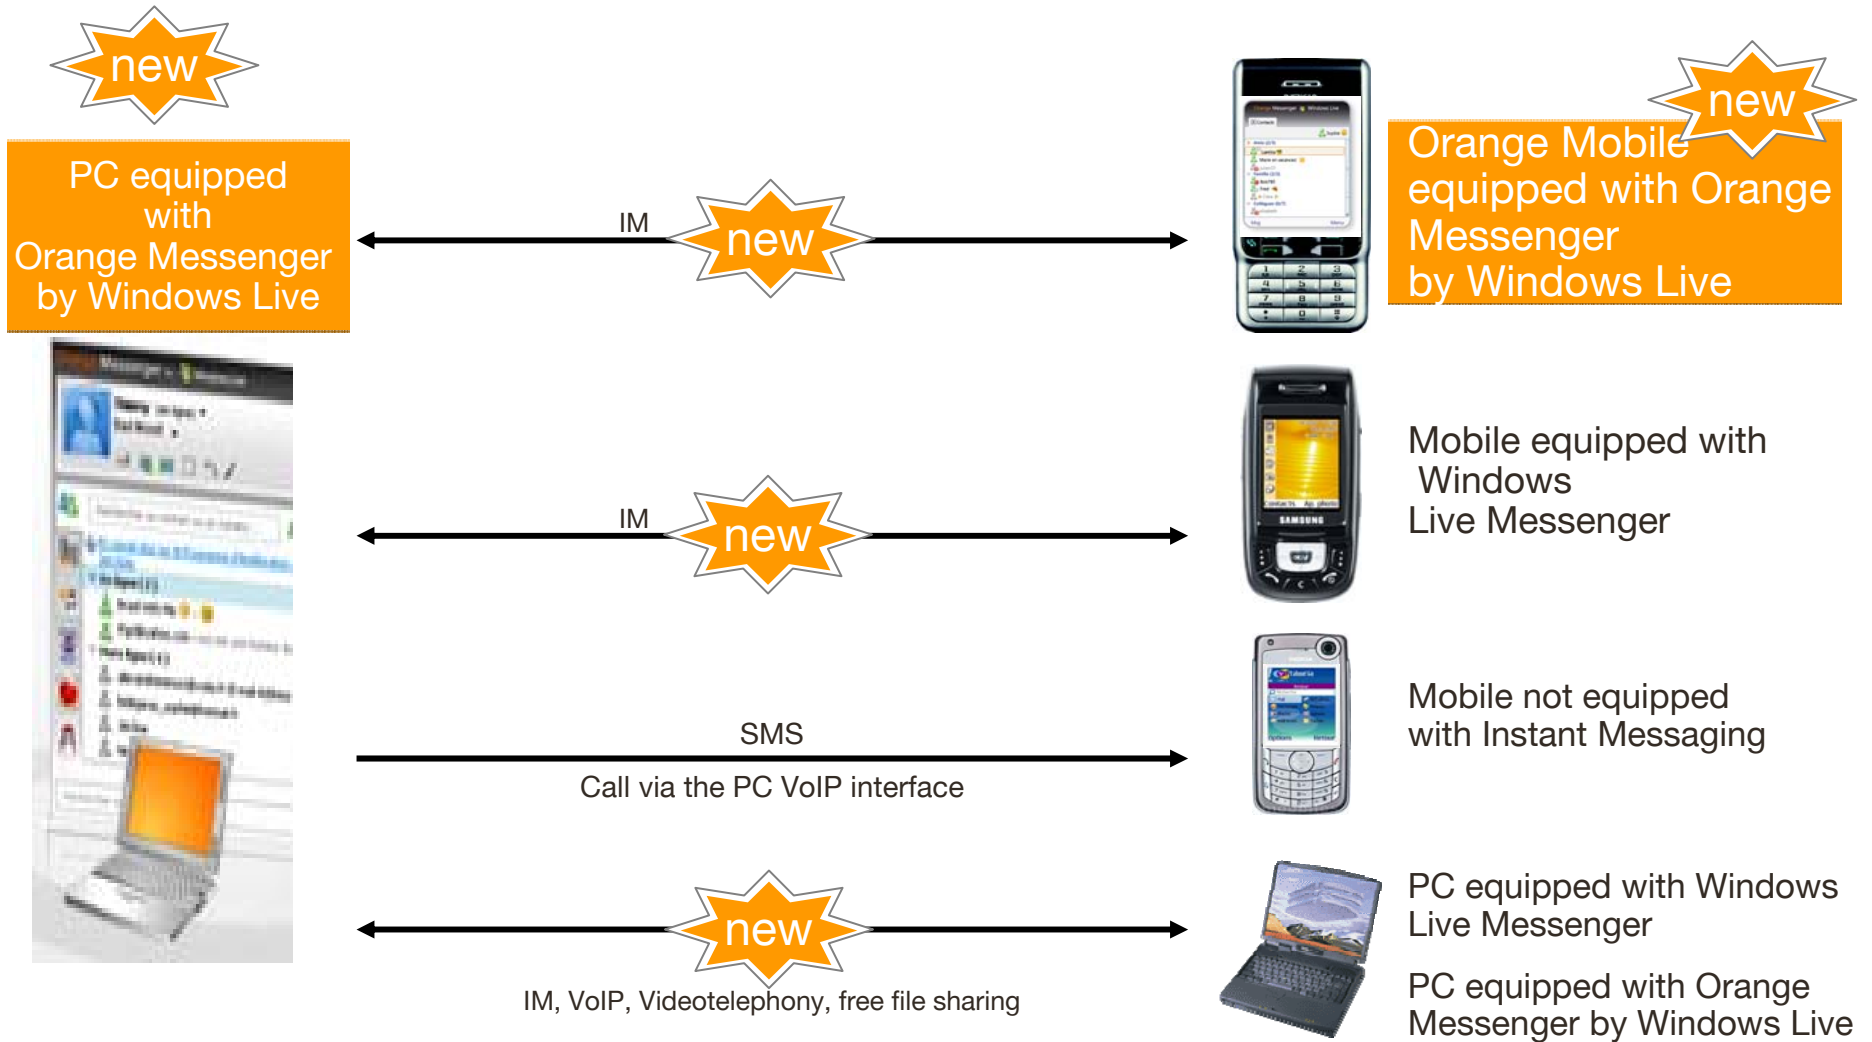 new
PC equipped
with
Orange Messenger
by Windows Live
IM
new
new
Orange Mobile
equipped with Orange
Messenger
by Windows Live
IM
new
SAMSUNG
Mobile equipped with
Windows
Live Messenger
SMS
Call via the PC VoIP interface
Options Retour
Mobile not equipped
with Instant Messaging
new
IM, VoIP, Videotelephony, free file sharing
PC equipped with Windows
Live Messenger
PC equipped with Orange
Messenger by Windows Live